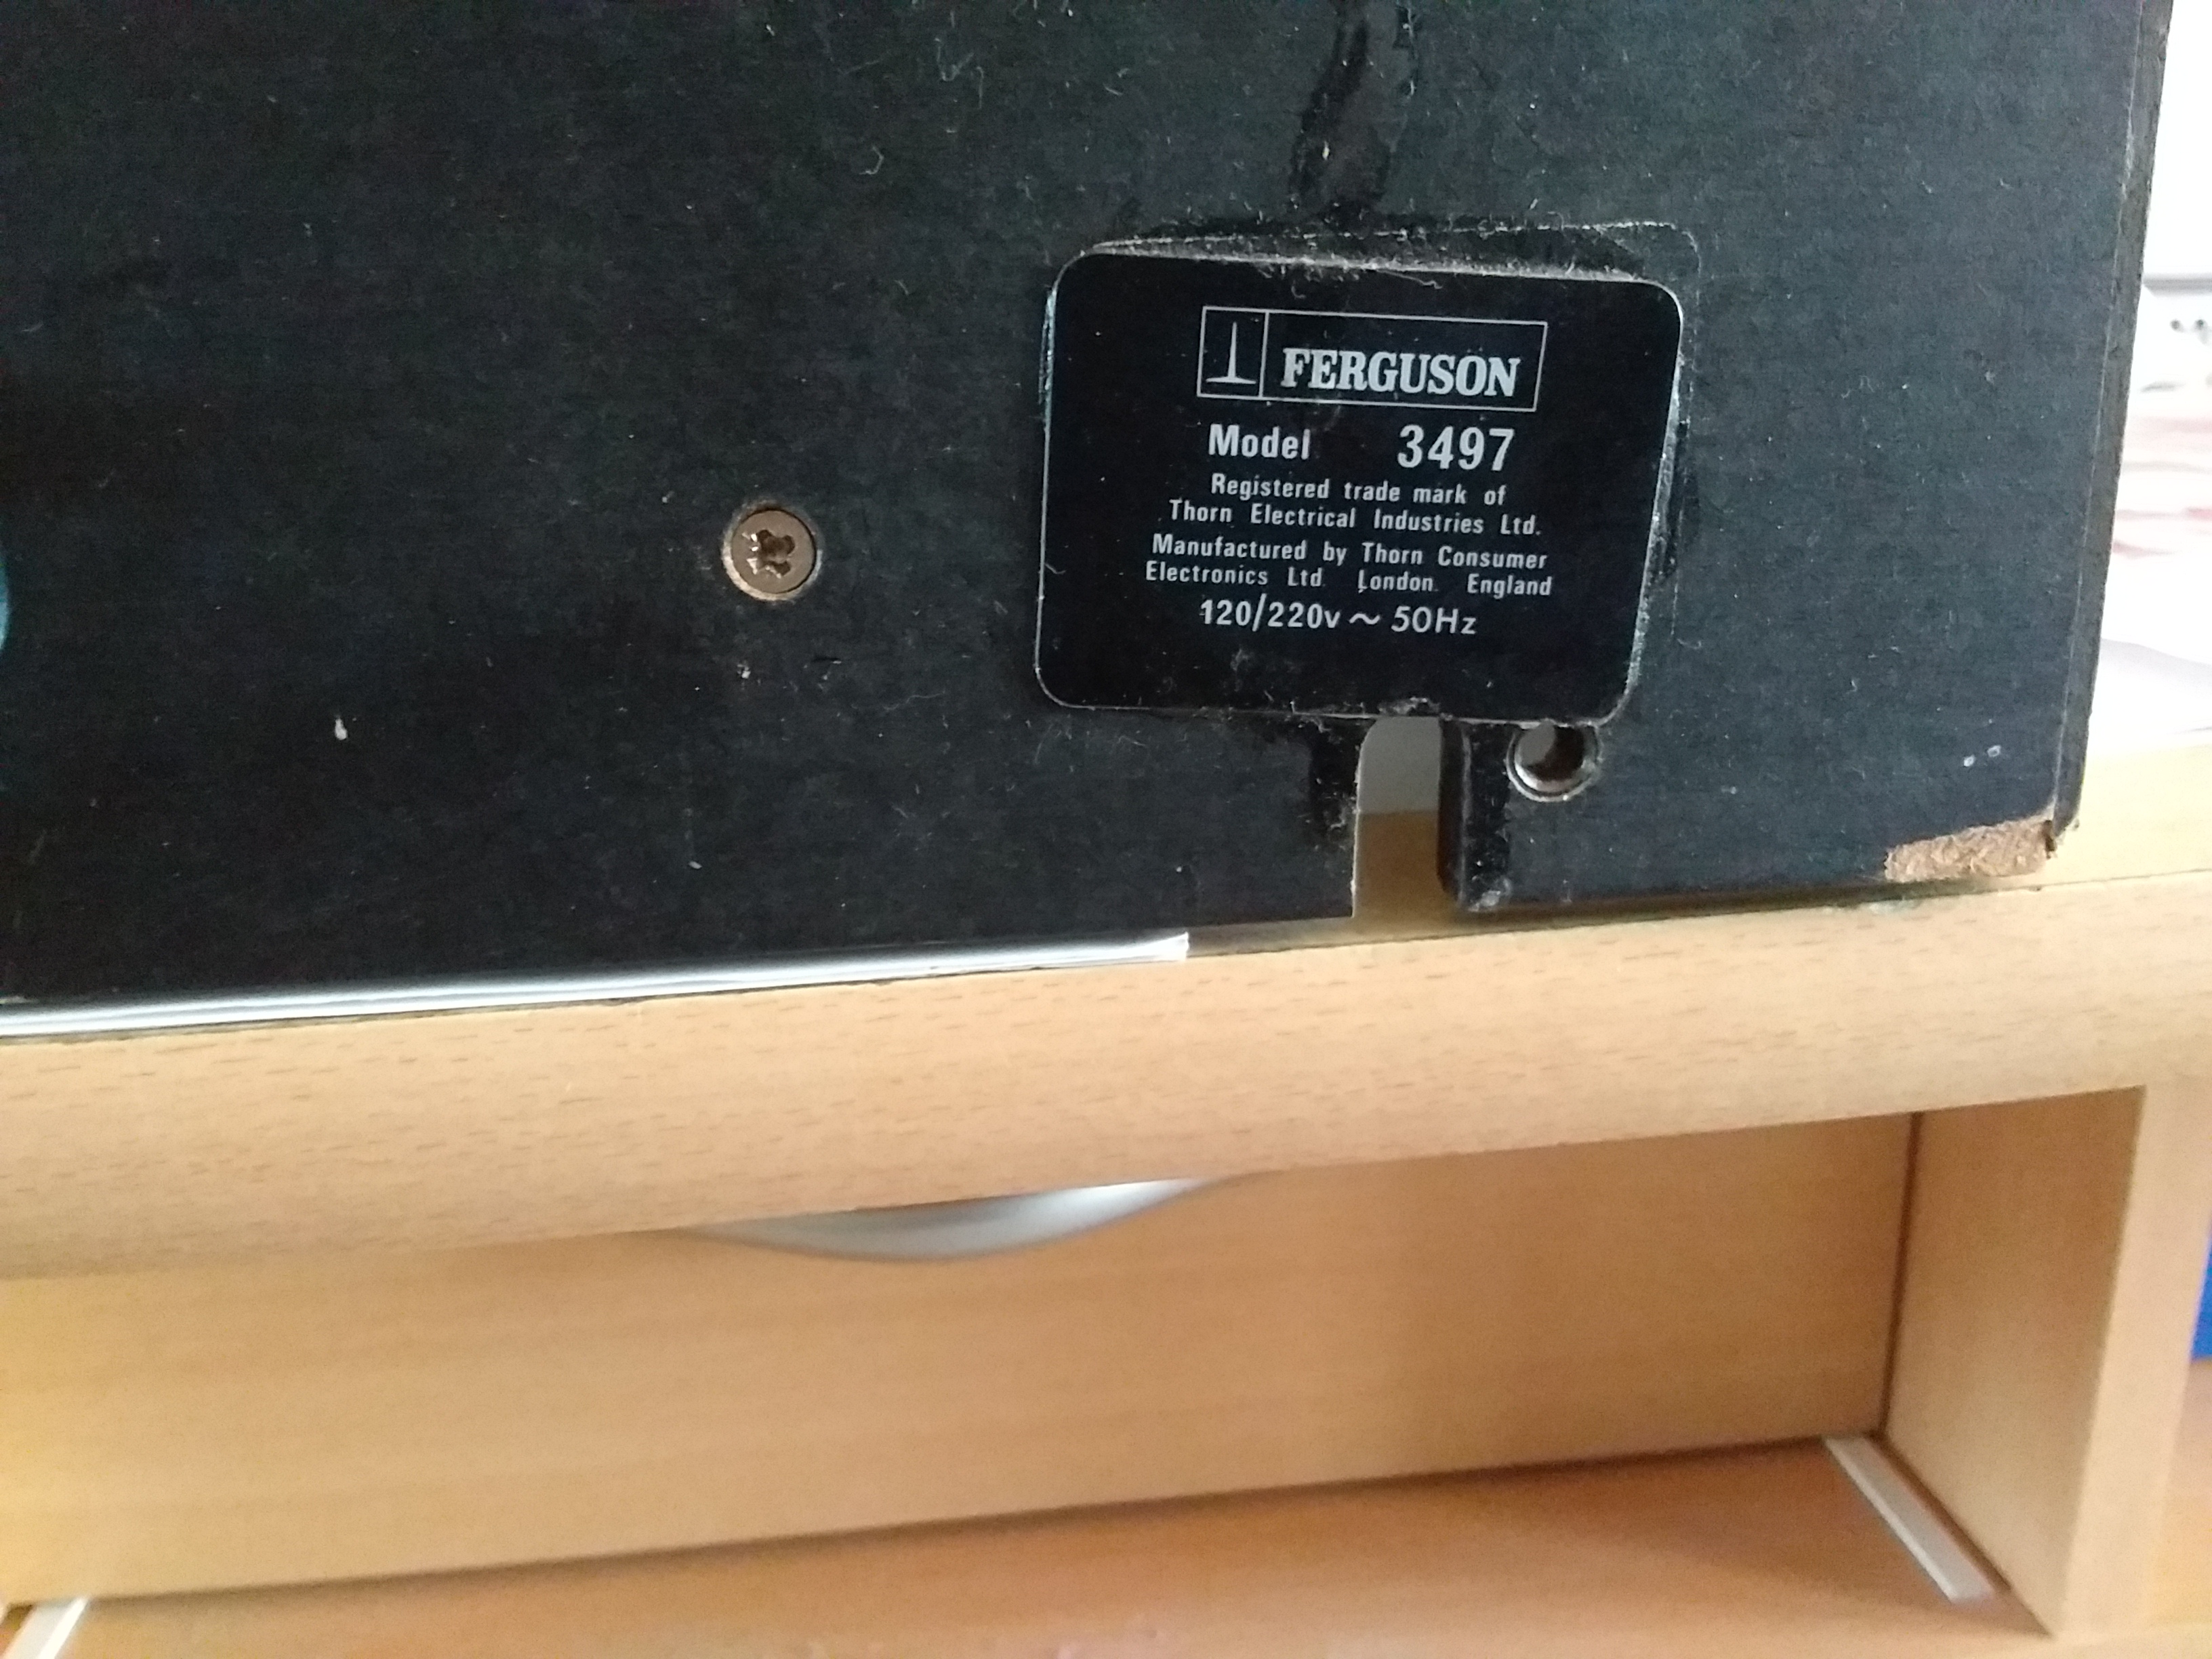 FERGUSON
Model 3497
Registered trade mark of
Thorn Electrical Industries Ltd.
Manufactured by Thorn Consumer
Electronics Ltd. London. England
120/220v ~ 50Hz